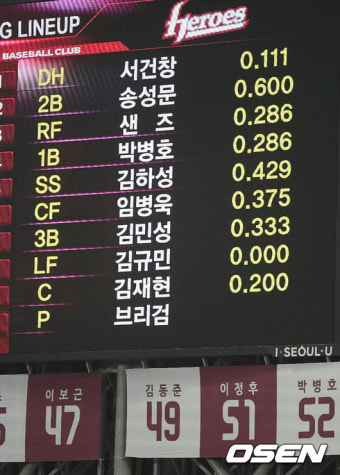 G LINEUP
Heroes
BASEBALL CLUB
DH 서건창 0.111
2B 송성문 0.600
RF 샌 즈 0.286
1B 박병호 0.286
SS 김하성 0.429
CF 임병욱 0.375
3B 김민성 0.333
LF 김규민 0.000
C 김재현 0.200
P 브리검
I·SEOUL·U
이보근 김동준 이정후 박병호
47 49 51 52
OSEN